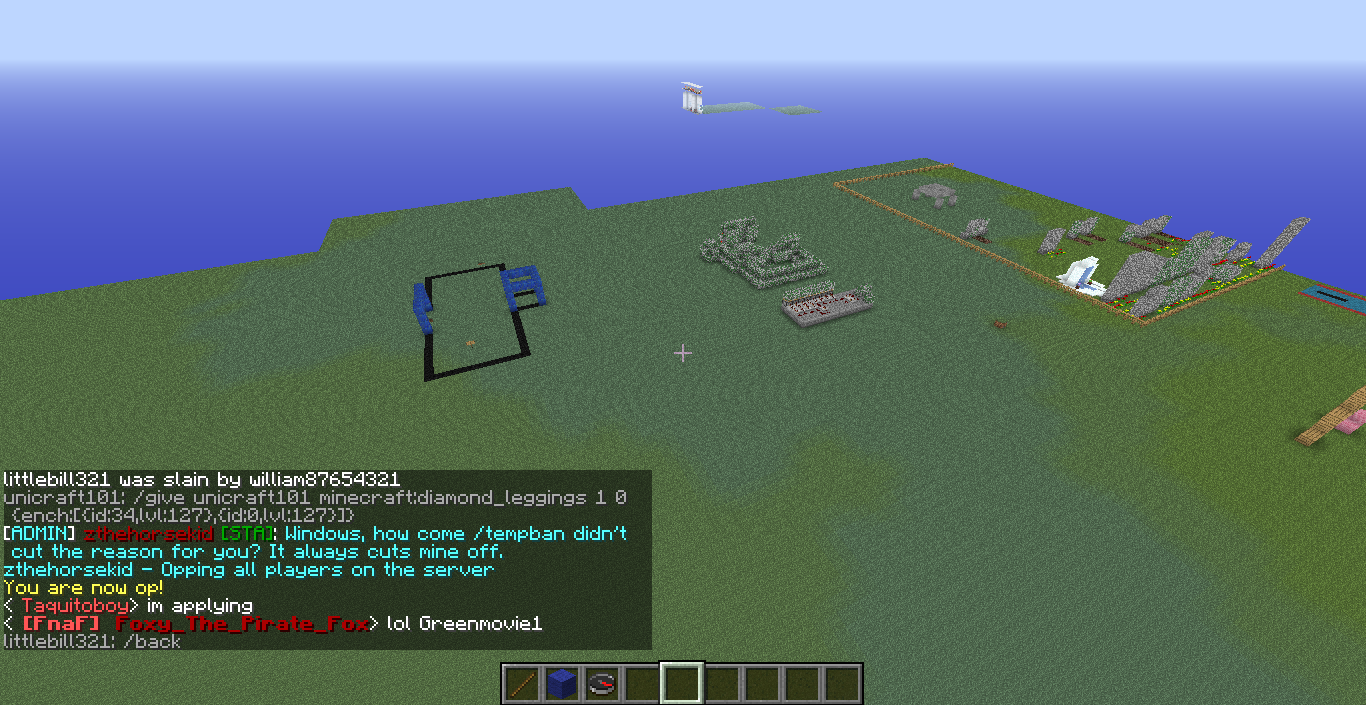 littlebill321 was slain by william87654321
unicraft101: /give unicraft101 minecraft:diamond_leggings 1 0
{ench:[{id:34,lvl:127},{id:0,lvl:127}]}
[ADMIN] zthehorsekid [STA]: Windows, how come /tempban didn't
cut the reason for you? It always cuts mine off.
zthehorsekid - Opping all players on the server
You are now op!
< Taquitoboy> im applying
< [FnaF] Foxy_The_Pirate_Fox> lol Greenmovie1
littlebill321: /back